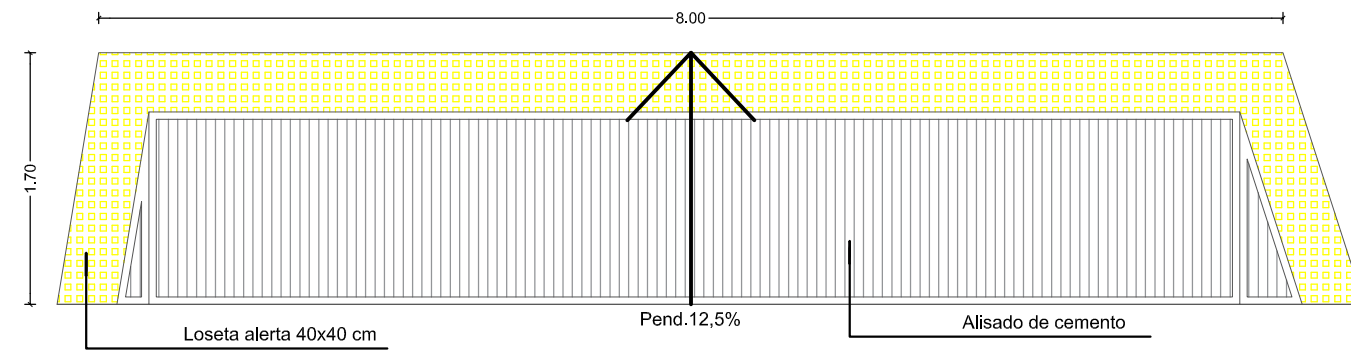 8.00
1.70
Pend.12,5%
Alisado de cemento
Loseta alerta 40x40 cm